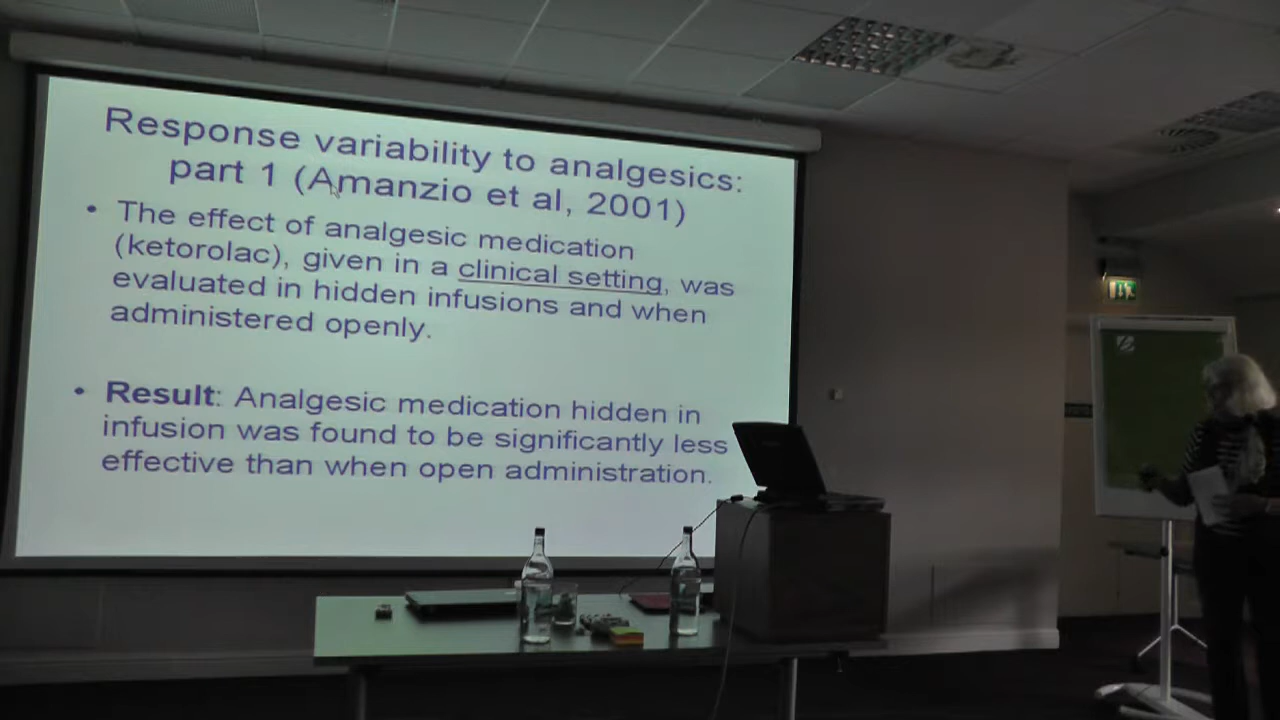 Response variability to analgesics:
part 1 (Amanzio et al, 2001)
• The effect of analgesic medication
(ketorolac), given in a clinical setting, was
evaluated in hidden infusions and when
administered openly.
• Result: Analgesic medication hidden in
infusion was found to be significantly less
effective than when open administration.